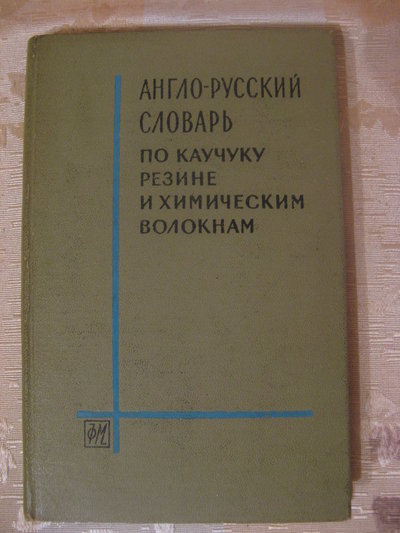 АНГЛО-РУССКИЙ
СЛОВАРЬ
ПО КАУЧУКУ
РЕЗИНЕ
И ХИМИЧЕСКИМ
ВОЛОКНАМ
ФМ